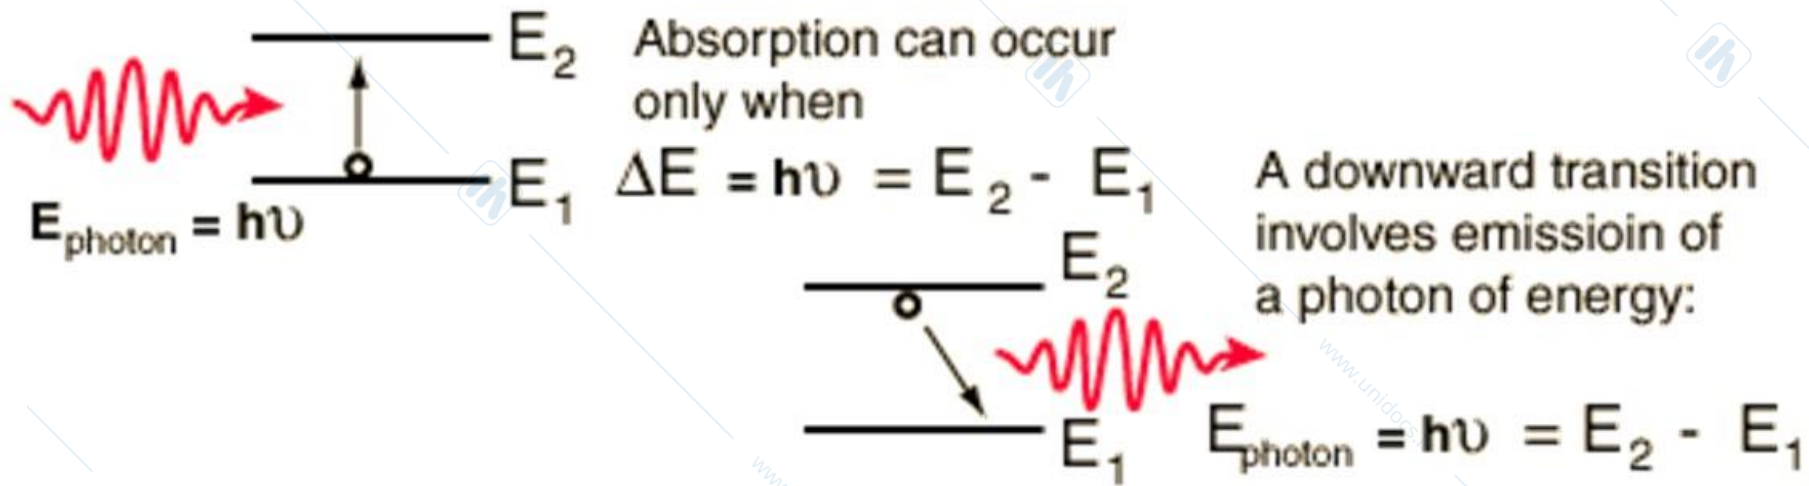 E2
Absorption can occur
only when
E1
Ephoton = hυ
ΔE = hυ = E2 - E1
A downward transition
involves emissioin of
a photon of energy:
E2
E1
Ephoton = hυ = E2 - E1